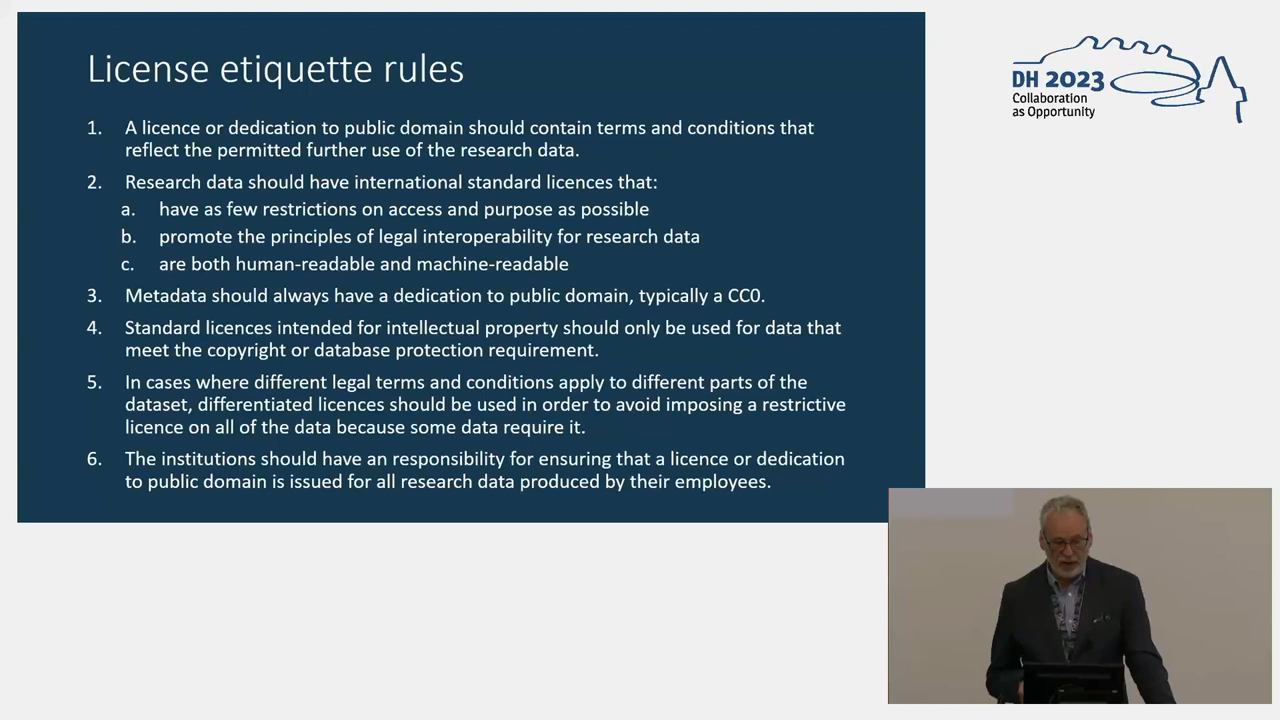 License etiquette rules
1. A licence or dedication to public domain should contain terms and conditions that
reflect the permitted further use of the research data.
2. Research data should have international standard licences that:
a. have as few restrictions on access and purpose as possible
b. promote the principles of legal interoperability for research data
c. are both human-readable and machine-readable
3. Metadata should always have a dedication to public domain, typically a CC0.
4. Standard licences intended for intellectual property should only be used for data that
meet the copyright or database protection requirement.
5. In cases where different legal terms and conditions apply to different parts of the
dataset, differentiated licences should be used in order to avoid imposing a restrictive
licence on all of the data because some data require it.
6. The institutions should have an responsibility for ensuring that a licence or dedication
to public domain is issued for all research data produced by their employees.
DH 2023
Collaboration
as Opportunity